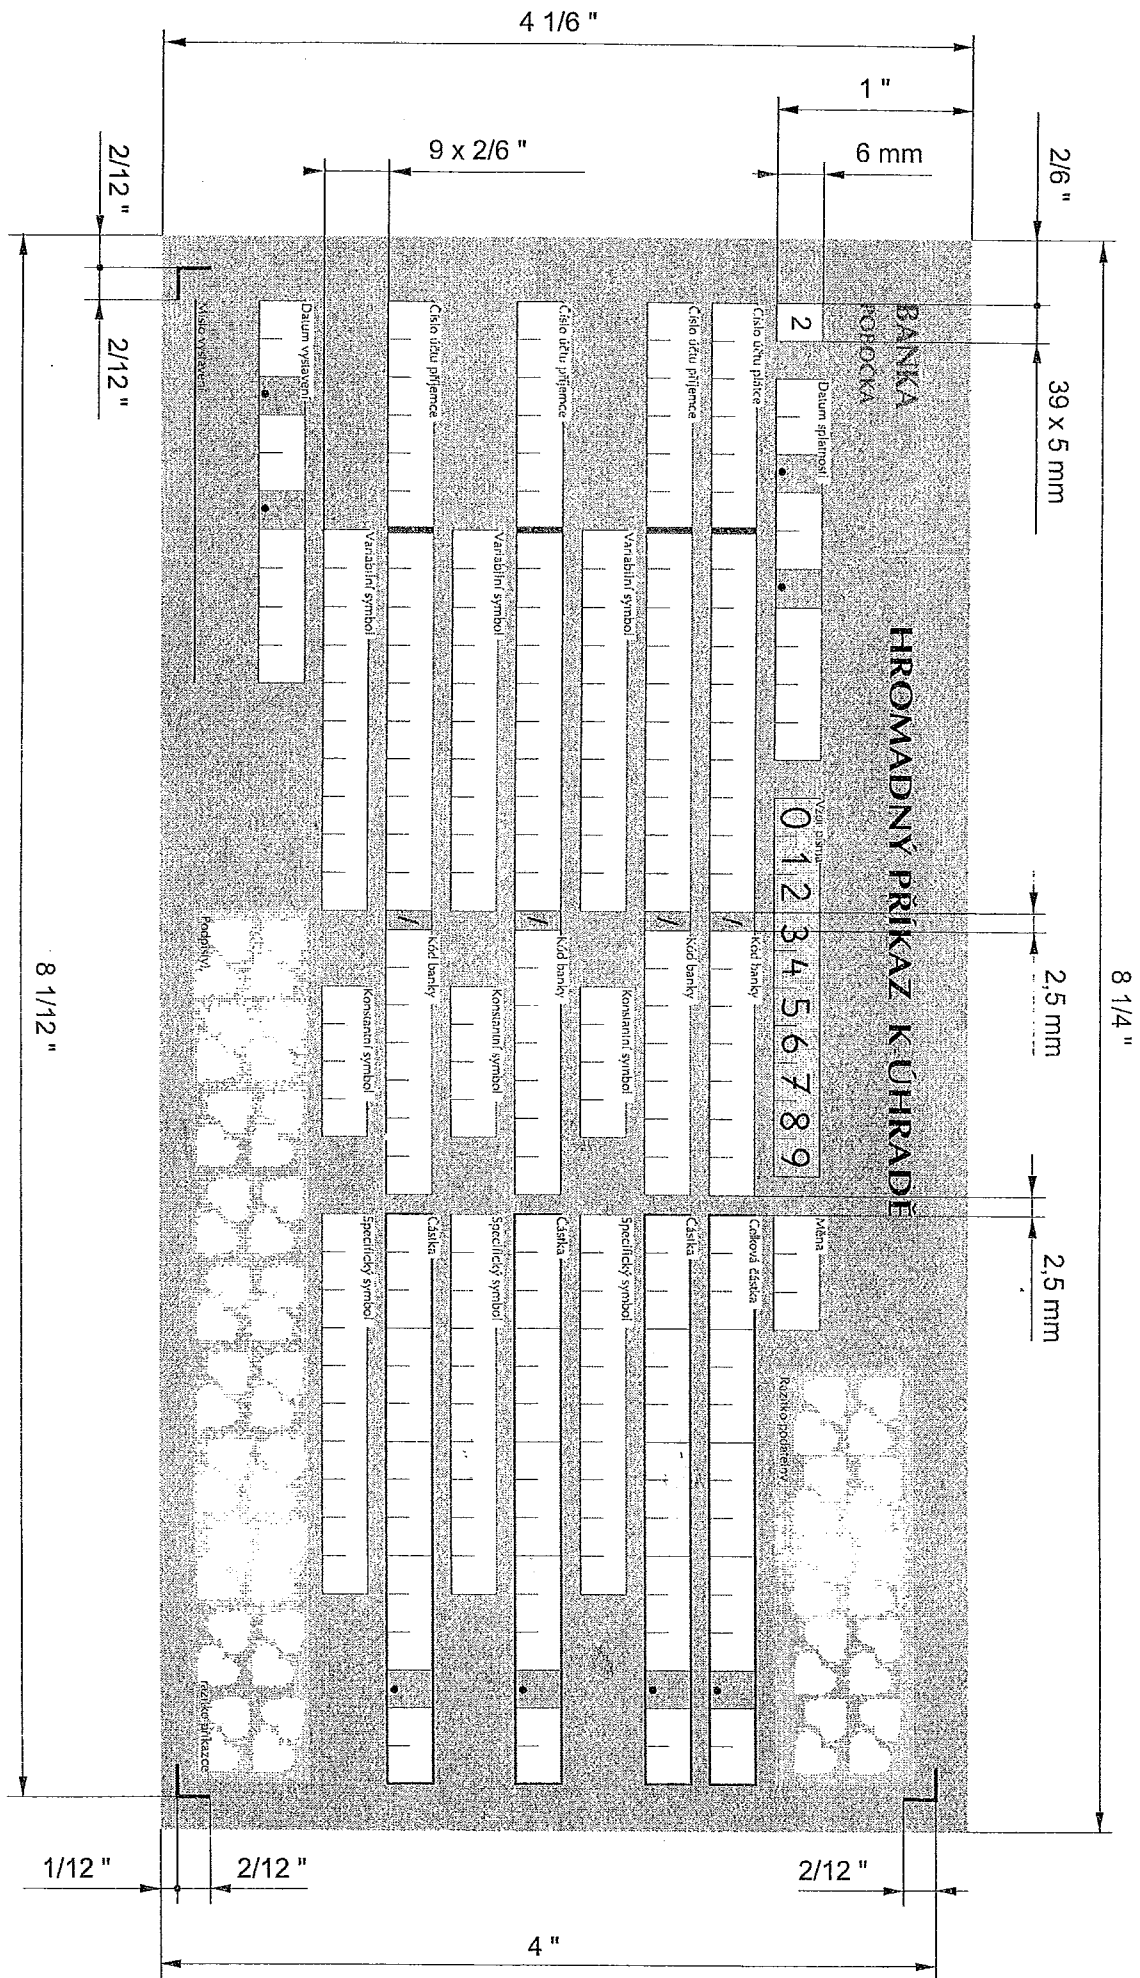 4 1/6 "
1 "
9 x 2/6 "
6 mm
2/12 "
2/6 "
2/12 "
39 x 5 mm
8 1/4 "
8 1/12 "
2,5 mm
2,5 mm
BANKA
POBOČKA
HROMADNÝ PŘÍKAZ K ÚHRADĚ
2
Datum splatnosti
Vzor písma
0 1 2 3 4 5 6 7 8 9
Měna
Razítko podatelny
Číslo účtu plátce
/
Kód banky
Celková částka
Číslo účtu příjemce
/
Kód banky
Částka
Variabilní symbol
Konstantní symbol
Specifický symbol
Číslo účtu příjemce
/
Kód banky
Částka
Variabilní symbol
Konstantní symbol
Specifický symbol
Číslo účtu příjemce
/
Kód banky
Částka
Variabilní symbol
Konstantní symbol
Specifický symbol
Datum vystavení
Místo vystavení
Podpis(y),
razítko příkazce
1/12 "
2/12 "
2/12 "
4 "